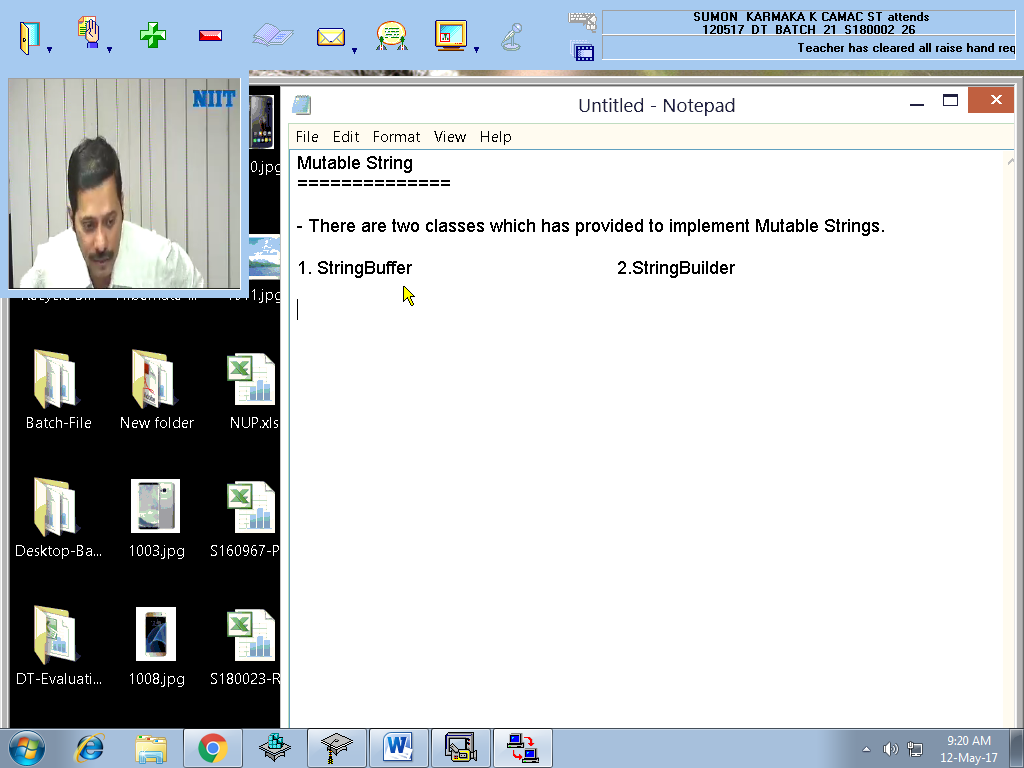 SUMON KARMAKA K CAMAC ST attends
120517 DT BATCH 21 S180002 26
Teacher has cleared all raise hand req
NIIT
Untitled - Notepad
File Edit Format View Help
Mutable String
==============
- There are two classes which has provided to implement Mutable Strings.
1. StringBuffer 2.StringBuilder
0.jpg
1.jpg
Batch-File New folder NUP.xls
Desktop-Ba... 1003.jpg S160967-P
DT-Evaluati... 1008.jpg S180023-R
9:20 AM
12-May-17